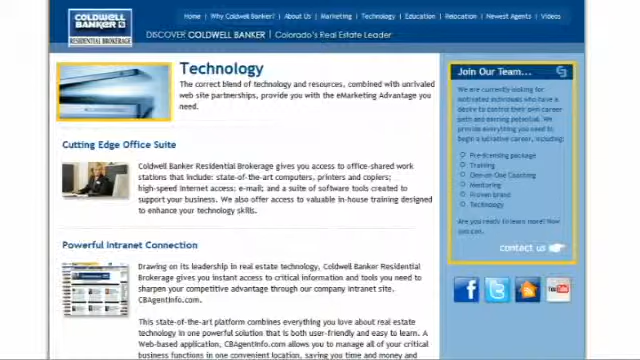 COLDWELL
BANKER
RESIDENTIAL BROKERAGE
Home | Why Coldwell Banker? | About Us | Marketing | Technology | Education | Relocation | Newest Agents | Videos
DISCOVER COLDWELL BANKER | Colorado's Real Estate Leader
Technology
The correct blend of technology and resources, combined with unrivaled
web site partnerships, provide you with the eMarketing Advantage you
need.
Cutting Edge Office Suite
Coldwell Banker Residential Brokerage gives you access to office-shared work
stations that include: state-of-the-art computers, printers and copiers;
high-speed internet access; e-mail; and a suite of software tools created to
support your business. We also offer access to valuable in-house training designed
to enhance your technology skills.
Powerful Intranet Connection
Drawing on its leadership in real estate technology, Coldwell Banker Residential
Brokerage gives you instant access to critical information and tools you need to
sharpen your competitive advantage through our company intranet site,
CBAgentInfo.com.
This state-of-the-art platform combines everything you love about real estate
technology in one powerful solution that is both user-friendly and easy to learn. A
Web-based application, CBAgentInfo.com allows you to manage all of your critical
business functions in one convenient location, saving you time and money and
Join Our Team...
We are currently looking for
motivated individuals who have a
desire to control their own career
path and earning potential. We
provide everything you need to
begin a lucrative career, including:
Pre-licensing package
Training
One-on-One Coaching
Mentoring
Proven brand
Technology
Are you ready to learn more? Now
you can.
contact us
You Tube